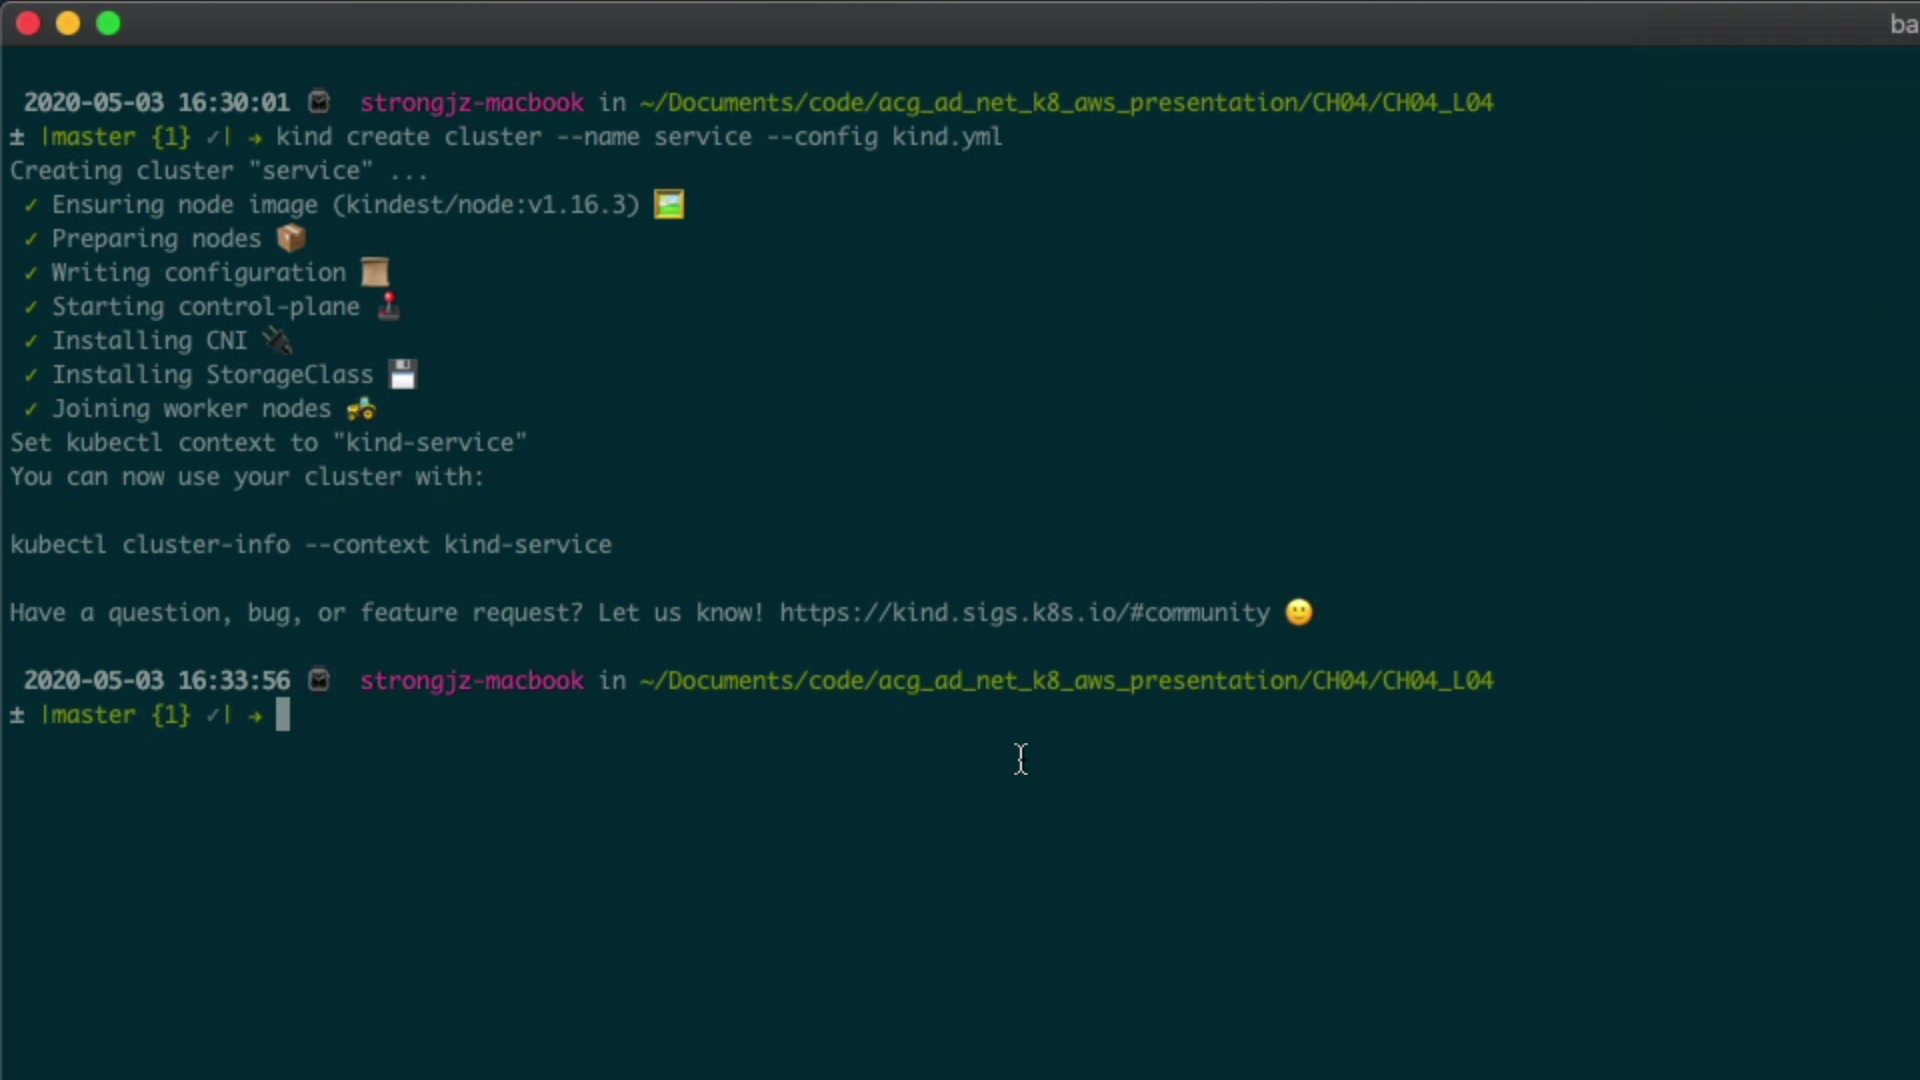 ba
2020-05-03 16:30:01 strongjz-macbook in ~/Documents/code/acg_ad_net_k8_aws_presentation/CH04/CH04_L04
± |master {1} ✓| → kind create cluster --name service --config kind.yml
Creating cluster "service" ...
✓ Ensuring node image (kindest/node:v1.16.3) 🖼
✓ Preparing nodes 📦
✓ Writing configuration 📜
✓ Starting control-plane 🕹
✓ Installing CNI 🔌
✓ Installing StorageClass 💾
✓ Joining worker nodes 🚜
Set kubectl context to "kind-service"
You can now use your cluster with:
kubectl cluster-info --context kind-service
Have a question, bug, or feature request? Let us know! https://kind.sigs.k8s.io/#community 🙂
2020-05-03 16:33:56 strongjz-macbook in ~/Documents/code/acg_ad_net_k8_aws_presentation/CH04/CH04_L04
± |master {1} ✓| →